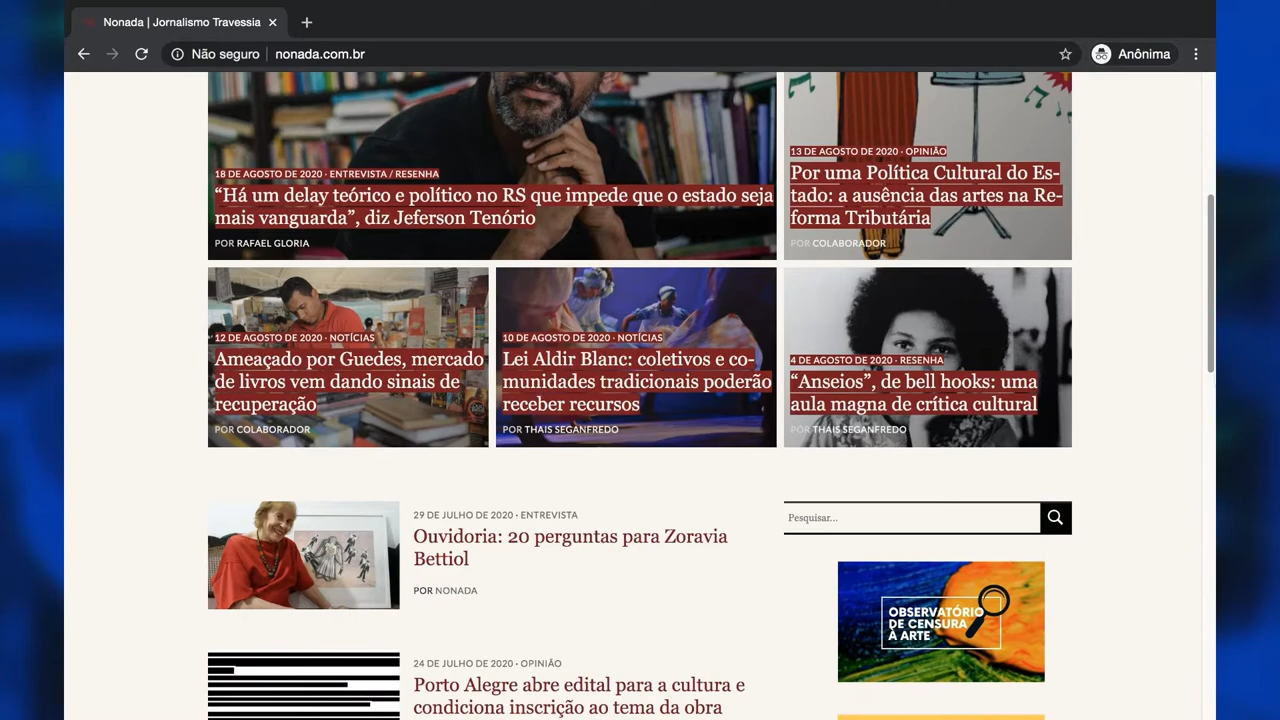 Nonada | Jornalismo Travessia
Não seguro
nonada.com.br
Anônima
18 DE AGOSTO DE 2020 · ENTREVISTA / RESENHA
“Há um delay teórico e político no RS que impede que o estado seja
mais vanguarda”, diz Jeferson Tenório
POR RAFAEL GLORIA
13 DE AGOSTO DE 2020 · OPINIÃO
Por uma Política Cultural do Es-
tado: a ausência das artes na Re-
forma Tributária
POR COLABORADOR
12 DE AGOSTO DE 2020 · NOTÍCIAS
Ameaçado por Guedes, mercado
de livros vem dando sinais de
recuperação
POR COLABORADOR
10 DE AGOSTO DE 2020 · NOTÍCIAS
Lei Aldir Blanc: coletivos e co-
munidades tradicionais poderão
receber recursos
POR THAIS SEGANFREDO
4 DE AGOSTO DE 2020 · RESENHA
“Anseios”, de bell hooks: uma
aula magna de crítica cultural
POR THAIS SEGANFREDO
29 DE JULHO DE 2020 · ENTREVISTA
Ouvidoria: 20 perguntas para Zoravia
Bettiol
POR NONADA
Pesquisar...
OBSERVATÓRIO
DE CENSURA
À ARTE
24 DE JULHO DE 2020 · OPINIÃO
Porto Alegre abre edital para a cultura e
condiciona inscrição ao tema da obra